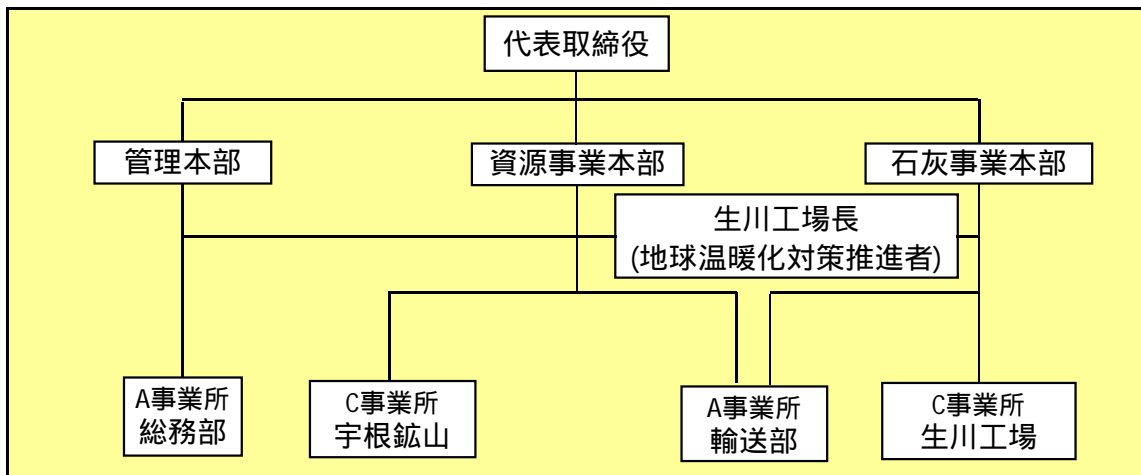 代表取締役
管理本部
資源事業本部
石灰事業本部
生川工場長
(地球温暖化対策推進者)
A事業所
総務部
C事業所
宇根鉱山
A事業所
輸送部
C事業所
生川工場